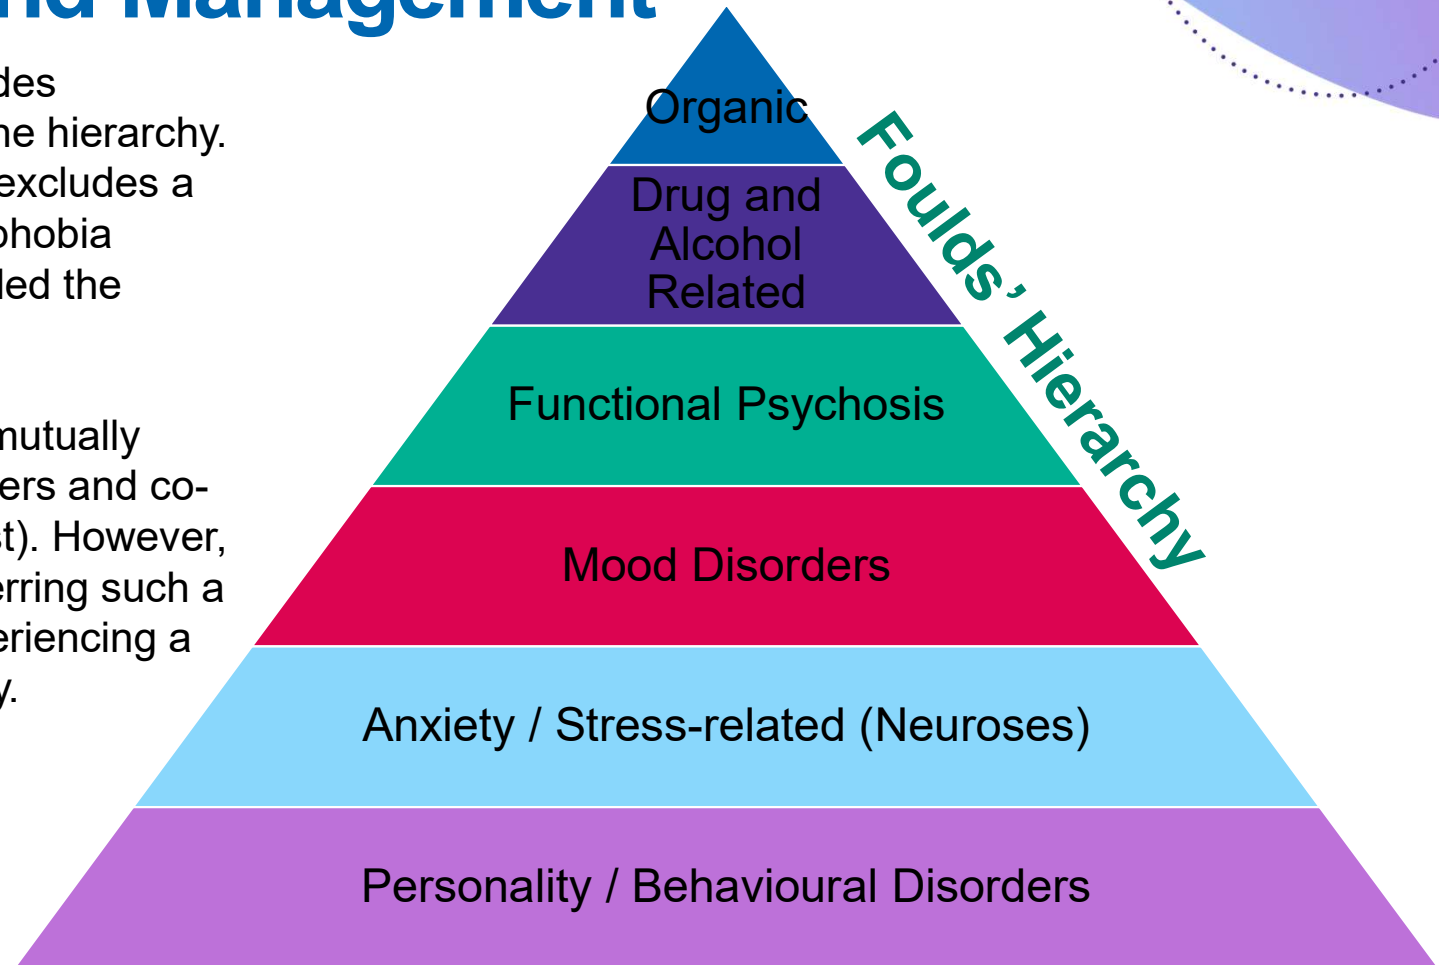 nd Management
des
ne hierarchy.
excludes a
phobia
led the
mutually
ers and co-
st). However,
erring such a
eriencing a
y.
Organic
Drug and
Alcohol
Related
Functional Psychosis
Mood Disorders
Anxiety / Stress-related (Neuroses)
Personality / Behavioural Disorders
Foulds’ Hierarchy